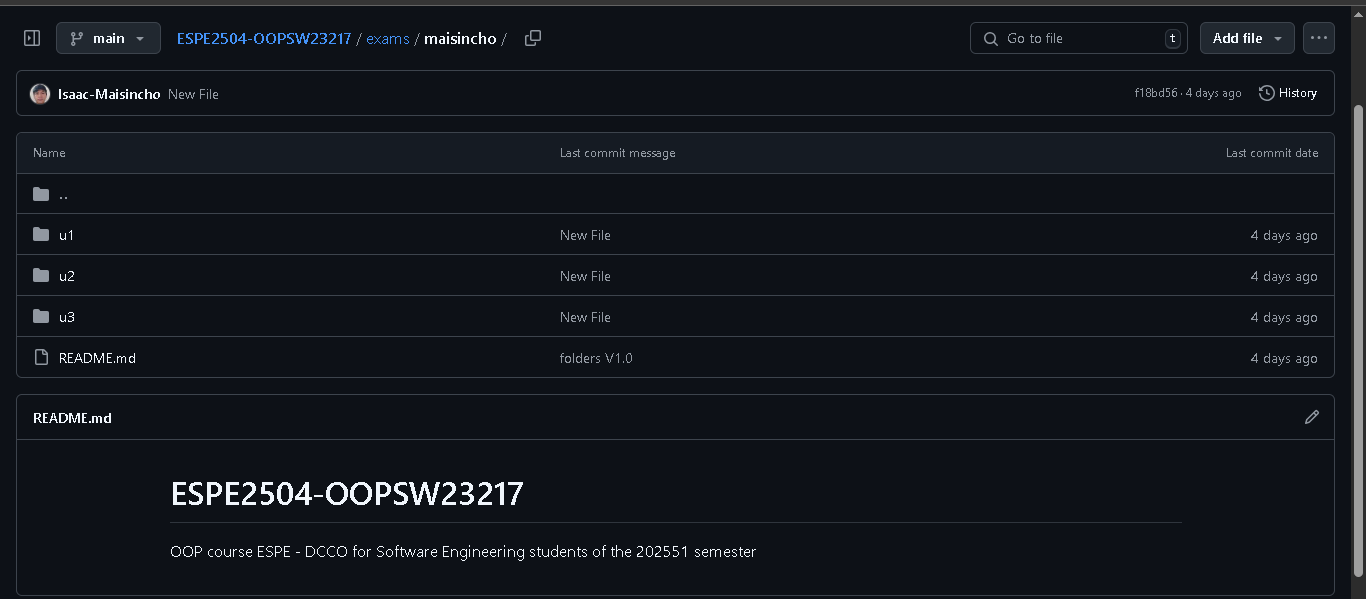 main ESPE2504-OOPSW23217 / exams / maisincho / Go to file t Add file
Isaac-Maisincho New File f18bd56 · 4 days ago History
Name Last commit message Last commit date
..
u1 New File 4 days ago
u2 New File 4 days ago
u3 New File 4 days ago
README.md folders V1.0 4 days ago
README.md
ESPE2504-OOPSW23217
OOP course ESPE - DCCO for Software Engineering students of the 202551 semester